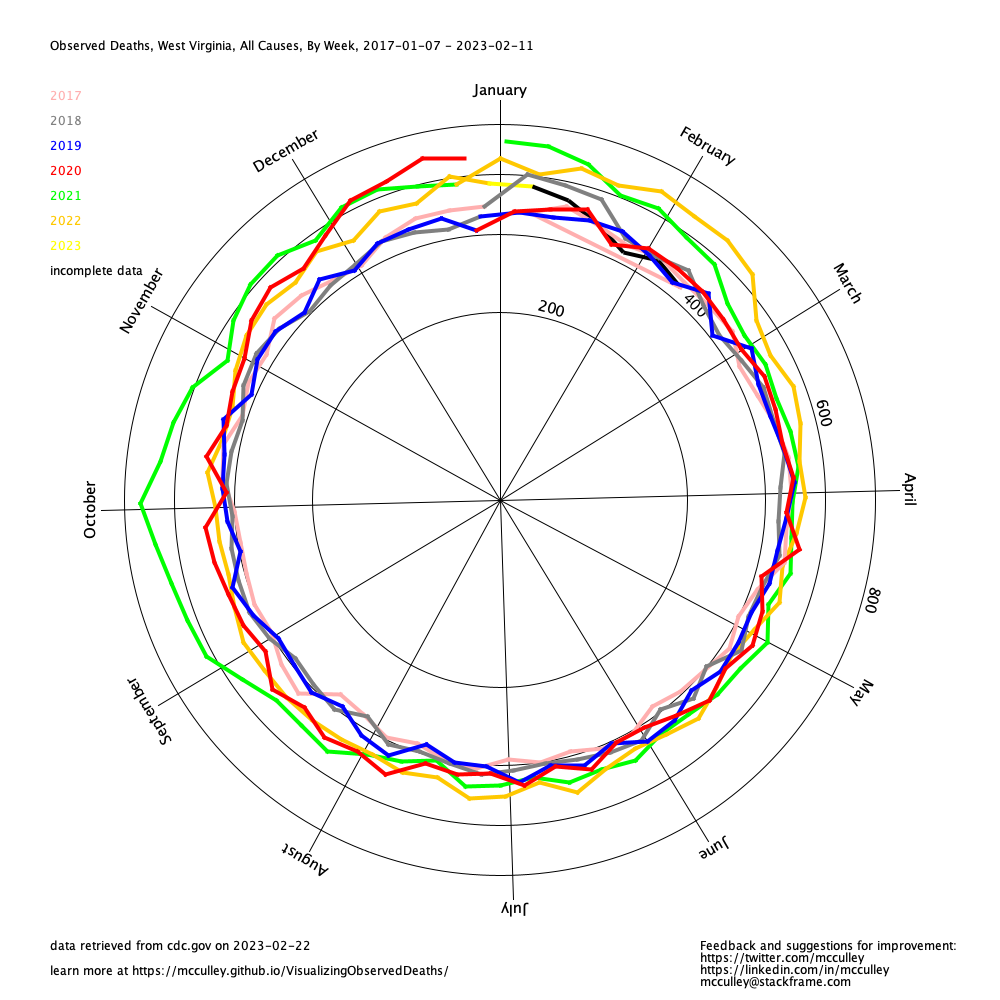 Observed Deaths, West Virginia, All Causes, By Week, 2017-01-07 - 2023-02-11
January
2017
2018
2019
2020
2021
2022
2023
incomplete data
February
March
April
May
June
July
August
September
October
November
December
200
400
600
800
data retrieved from cdc.gov on 2023-02-22
learn more at https://mcculley.github.io/VisualizingObservedDeaths/
Feedback and suggestions for improvement:
https://twitter.com/mcculley
https://linkedin.com/in/mcculley
mcculley@stackframe.com